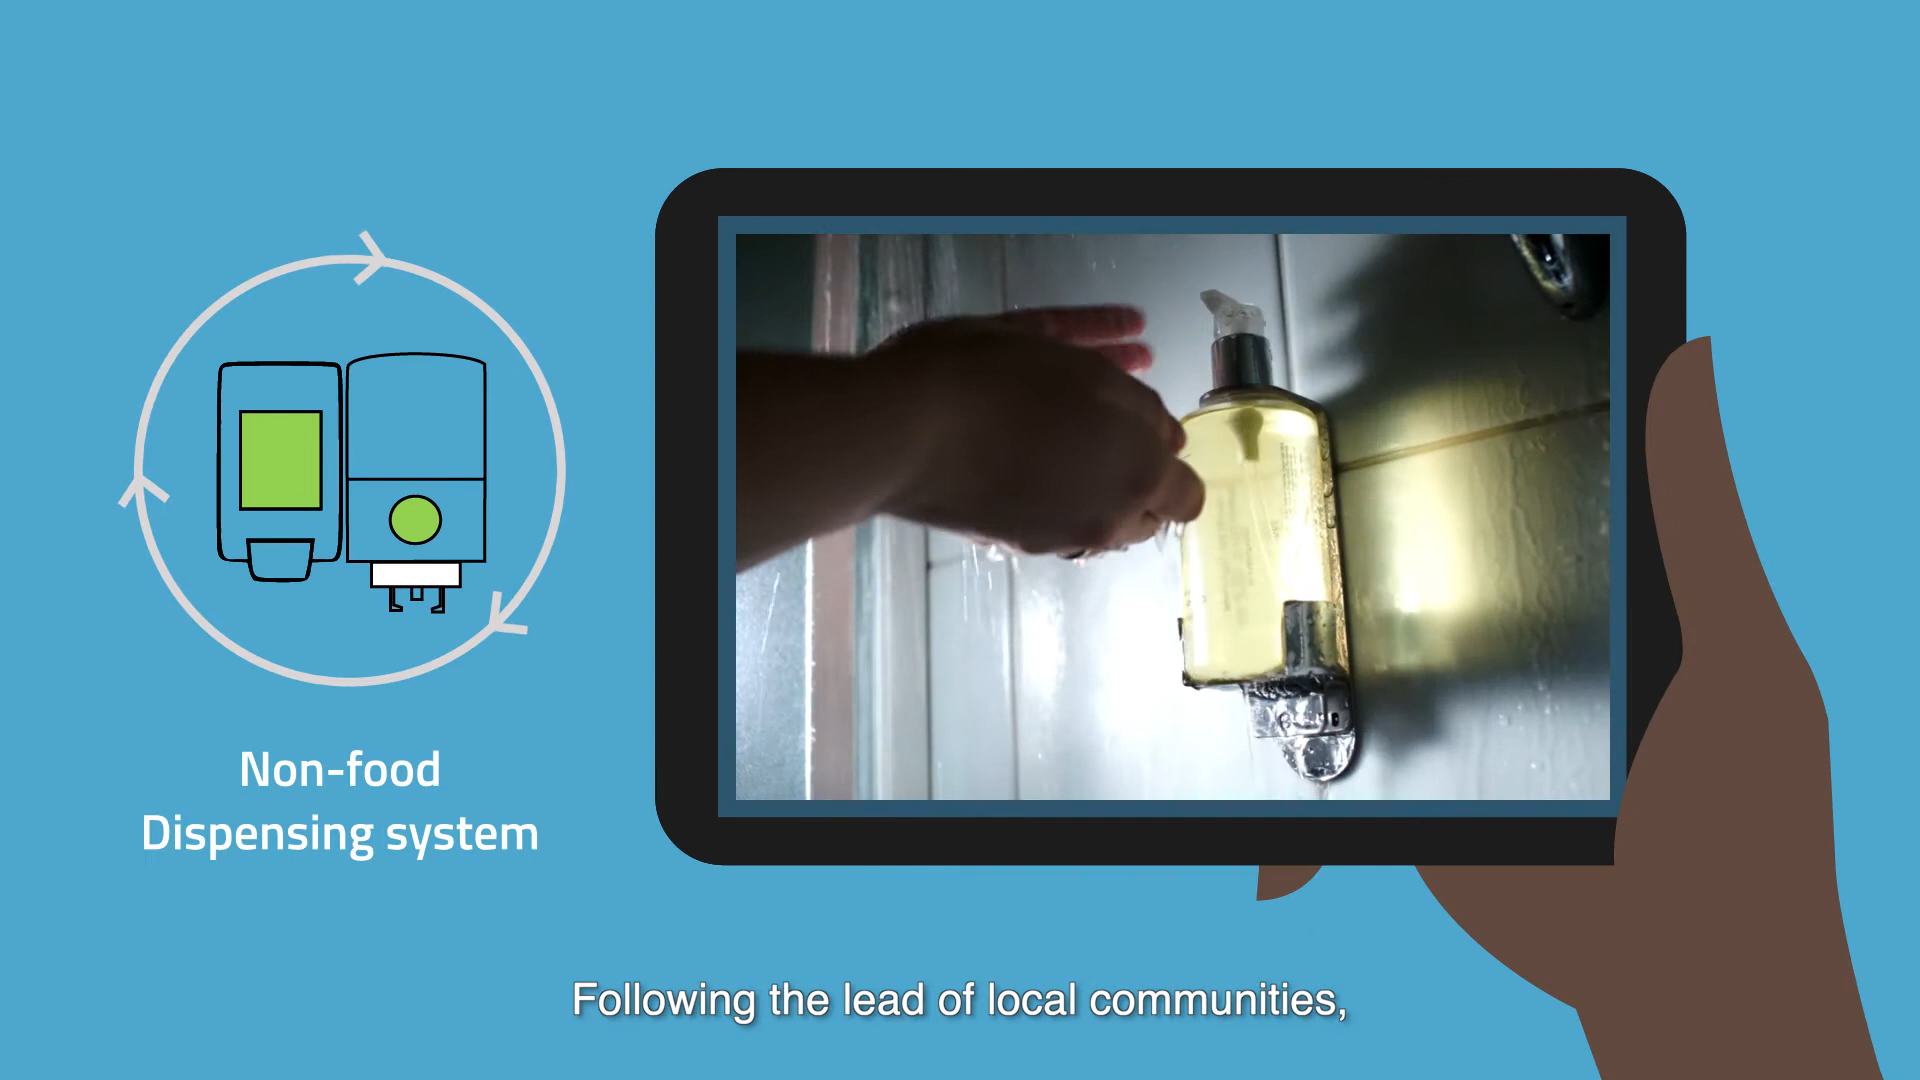 Non-food
Dispensing system
Following the lead of local communities,